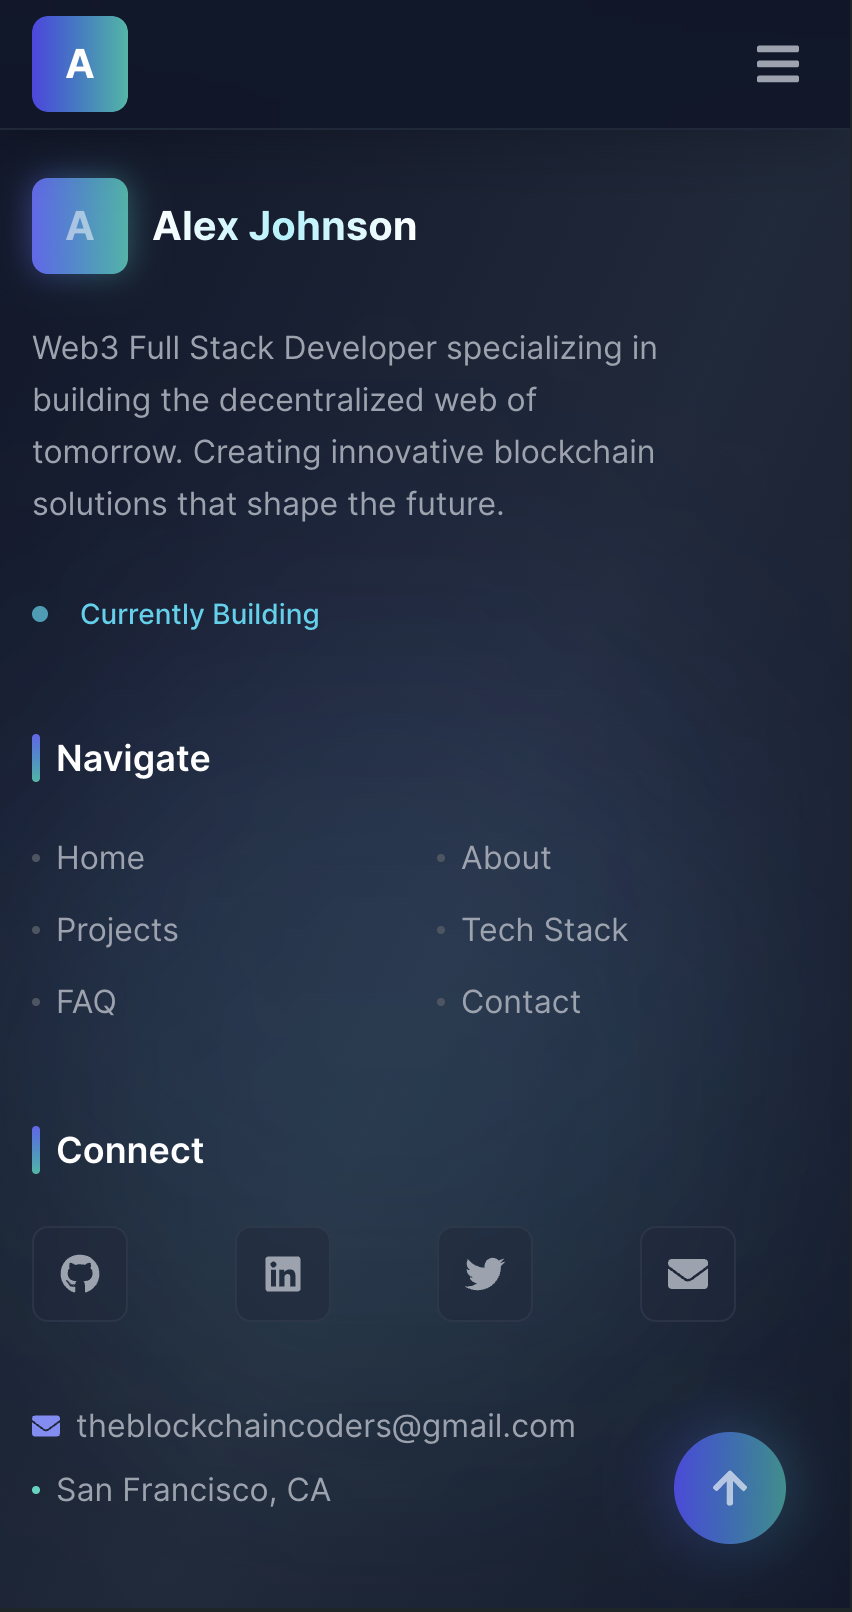 A
A
Alex Johnson
Web3 Full Stack Developer specializing in
building the decentralized web of
tomorrow. Creating innovative blockchain
solutions that shape the future.
Currently Building
Navigate
Home
About
Projects
Tech Stack
FAQ
Contact
Connect
in
theblockchaincoders@gmail.com
San Francisco, CA